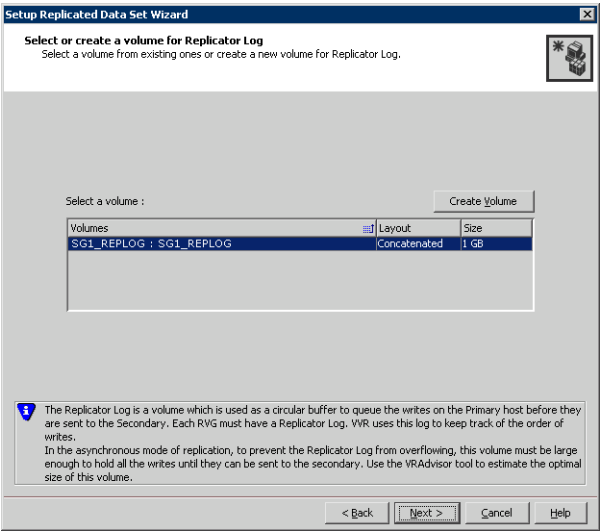 Setup Replicated Data Set Wizard
Select or create a volume for Replicator Log
Select a volume from existing ones or create a new volume for Replicator Log.
Select a volume :
Create Volume
Volumes Layout Size
SG1_REPLOG : SG1_REPLOG Concatenated 1 GB
The Replicator Log is a volume which is used as a circular buffer to queue the writes on the Primary host before they
are sent to the Secondary. Each RVG must have a Replicator Log. VVR uses this log to keep track of the order of
writes.
In the asynchronous mode of replication, to prevent the Replicator Log from overflowing, this volume must be large
enough to hold all the writes until they can be sent to the secondary. Use the VRAdvisor tool to estimate the optimal
size of this volume.
< Back Next > Cancel Help